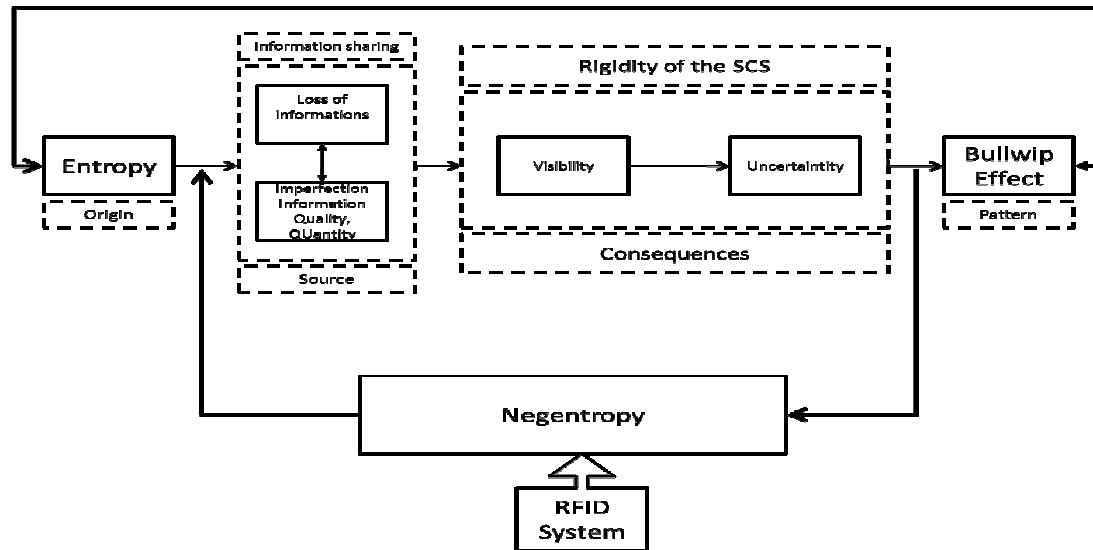 Information sharing
Rigidity of the SCS
Loss of
Informations
Entropy
Visibility
Uncertaintity
Bullwip
Effect
Imperfection
Information
Quality,
QUantity
Origin
Pattern
Source
Consequences
Negentropy
RFID
System